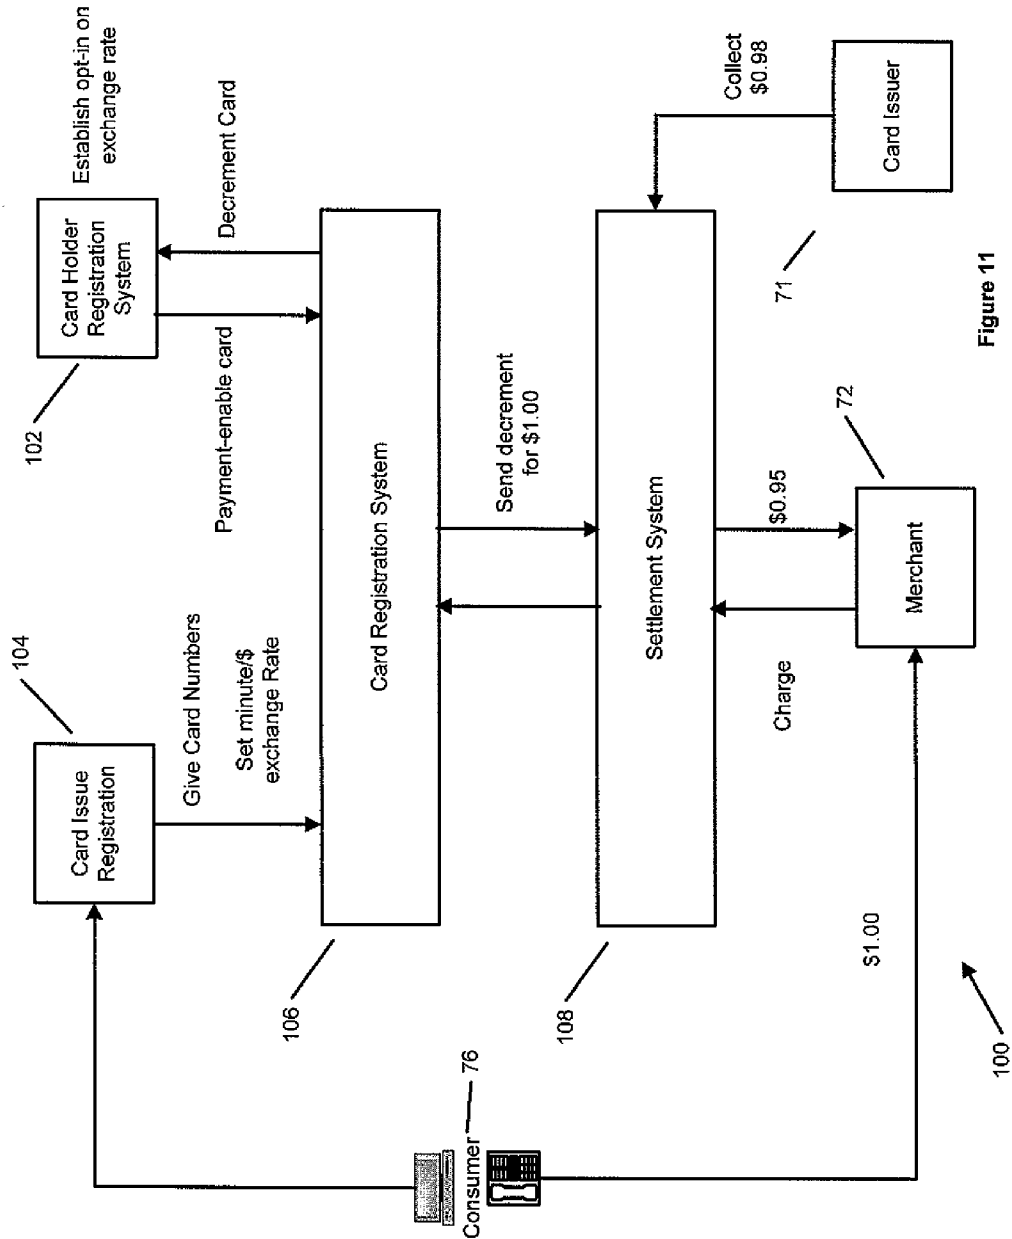 Card Issue
Registration
104
Give Card Numbers
Set minute/$
exchange Rate
Card Holder
Registration
System
102
Establish opt-in on
exchange rate
Payment-enable card
Decrement Card
Card Registration System
106
Send decrement
for $1.00
Settlement System
108
Consumer
76
Charge
$0.95
Collect
$0.98
Merchant
72
Card Issuer
71
$1.00
100
Figure 11